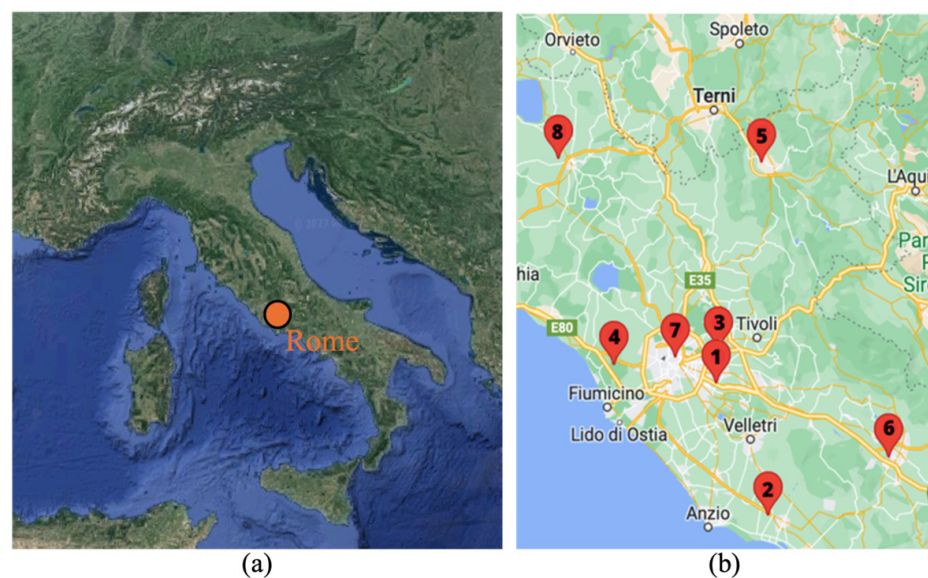 Rome
(a)
Orvieto
Spoleto
Terni
8
5
L'Aqui
Par
Sir
hia
E35
E80
4
7
3
Tivoli
1
Fiumicino
Lido di Ostia
Velletri
6
2
Anzio
(b)